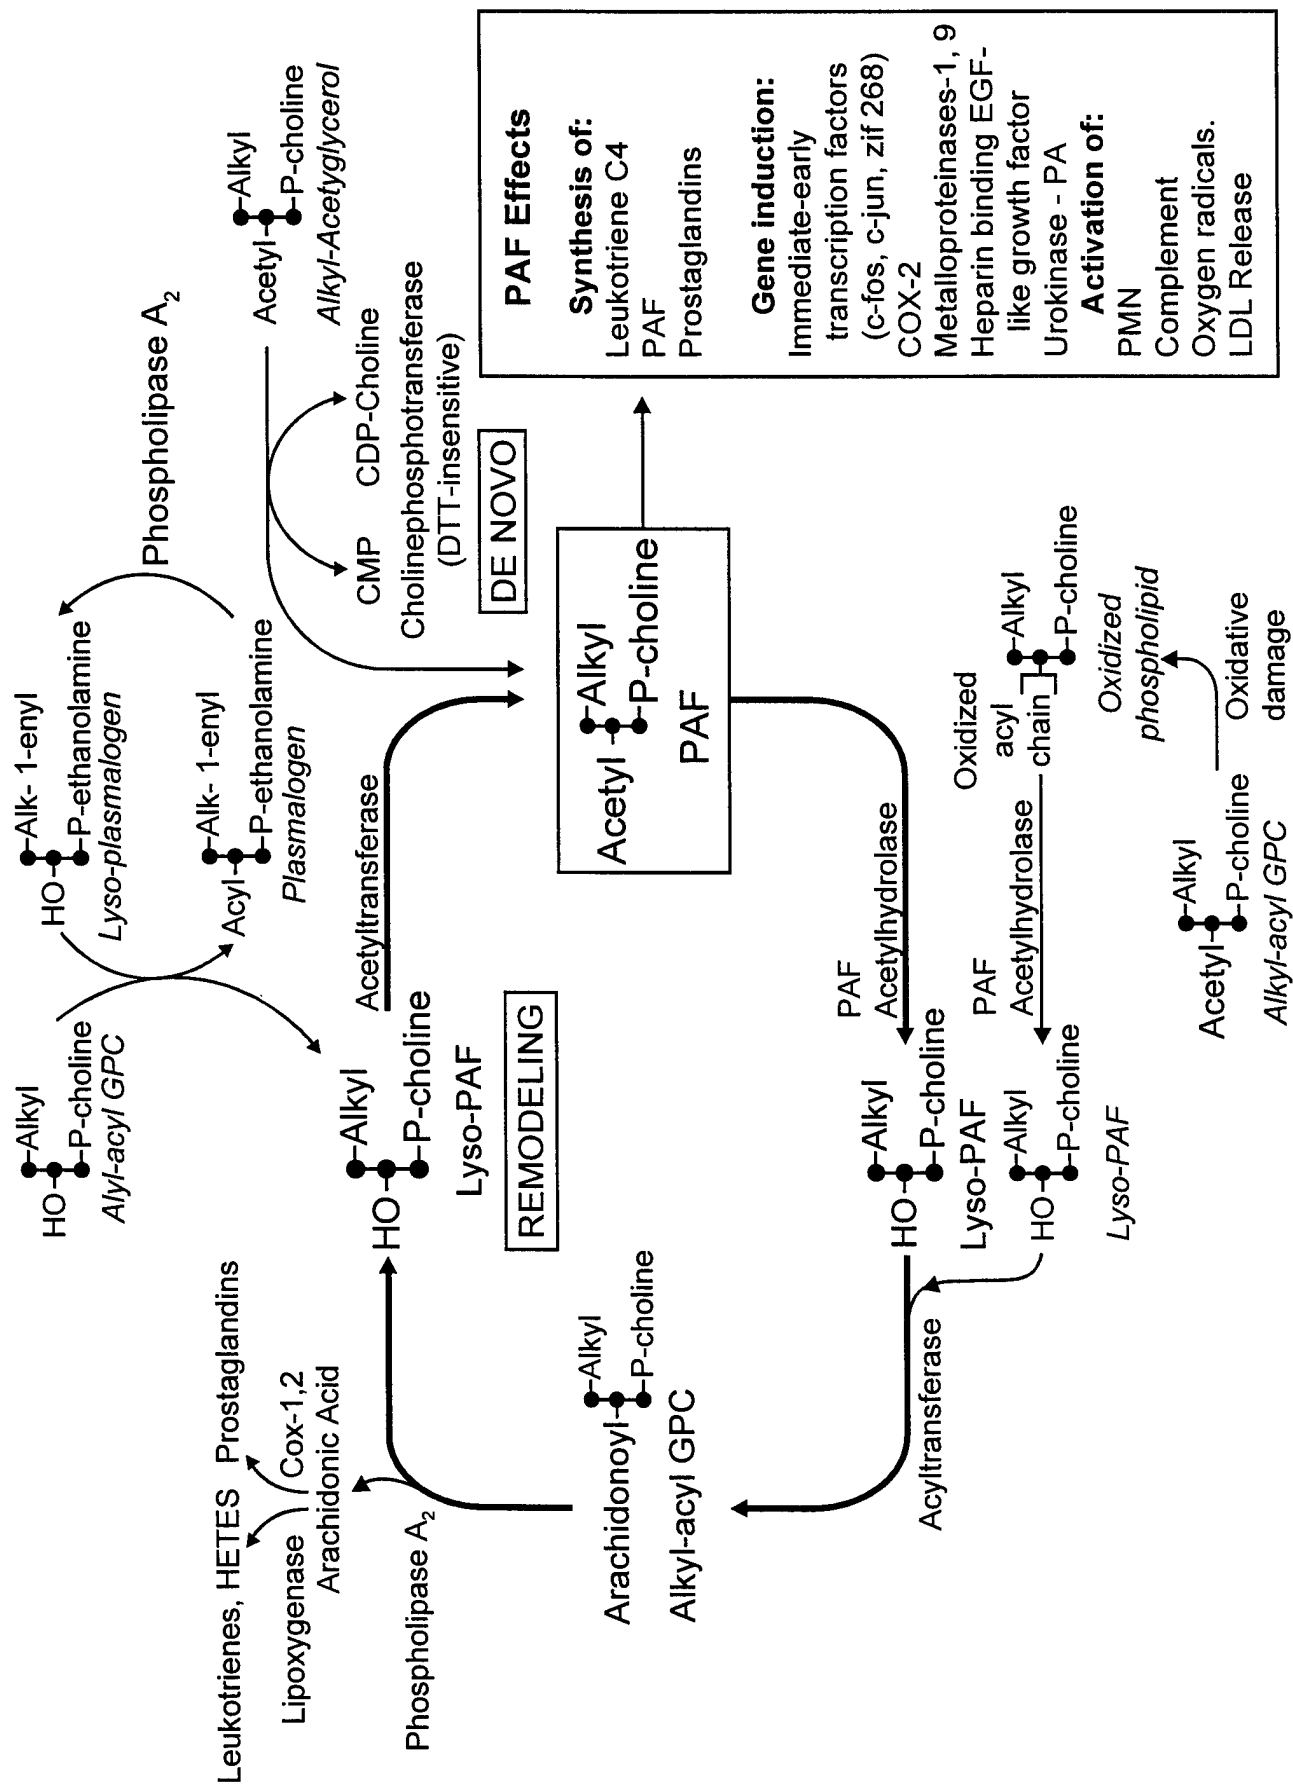 Leukotrienes, HETES
Prostaglandins
Lipoxygenase
Cox-1,2
Arachidonic Acid
Phospholipase A2
HO
Alkyl
P-choline
Alyl-acyl GPC
HO
Alk- 1-enyl
P-ethanolamine
Lyso-plasmalogen
Acyl
Alk- 1-enyl
P-ethanolamine
Plasmalogen
Phospholipase A2
Acetyl
Alkyl
P-choline
Alkyl-Acetyglycerol
CMP
CDP-Choline
Cholinephosphotransferase
(DTT-insensitive)
DE NOVO
HO
Alkyl
P-choline
Lyso-PAF
REMODELING
Acetyltransferase
Acetyl
Alkyl
P-choline
PAF
Arachidonoyl
Alkyl
P-choline
Alkyl-acyl GPC
PAF Effects
Synthesis of:
Leukotriene C4
PAF
Prostaglandins
Gene induction:
Immediate-early
transcription factors
(c-fos, c-jun, zif 268)
COX-2
Metalloproteinases-1, 9
Heparin binding EGF-
like growth factor
Urokinase - PA
Activation of:
PMN
Complement
Oxygen radicals.
LDL Release
PAF
Acetylhydrolase
HO
Alkyl
P-choline
Lyso-PAF
Acyltransferase
HO
Alkyl
P-choline
Lyso-PAF
PAF
Acetylhydrolase
Oxidized
acyl
chain
Alkyl
P-choline
Oxidized
phospholipid
Acetyl
Alkyl
P-choline
Alkyl-acyl GPC
Oxidative
damage